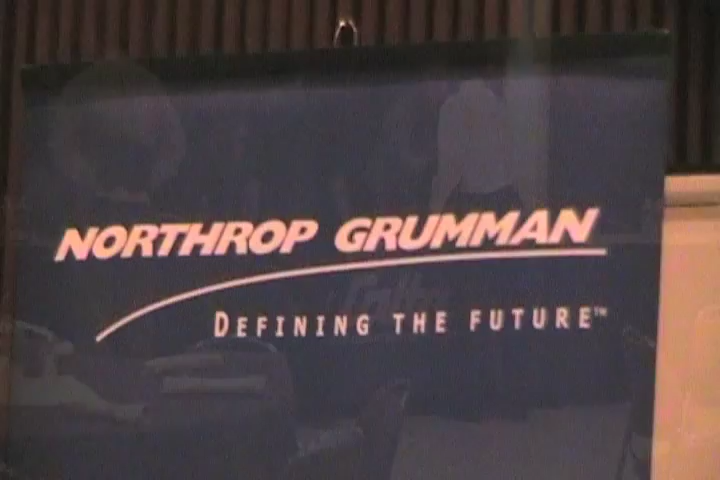 NORTHROP GRUMMAN
DEFINING THE FUTURE™